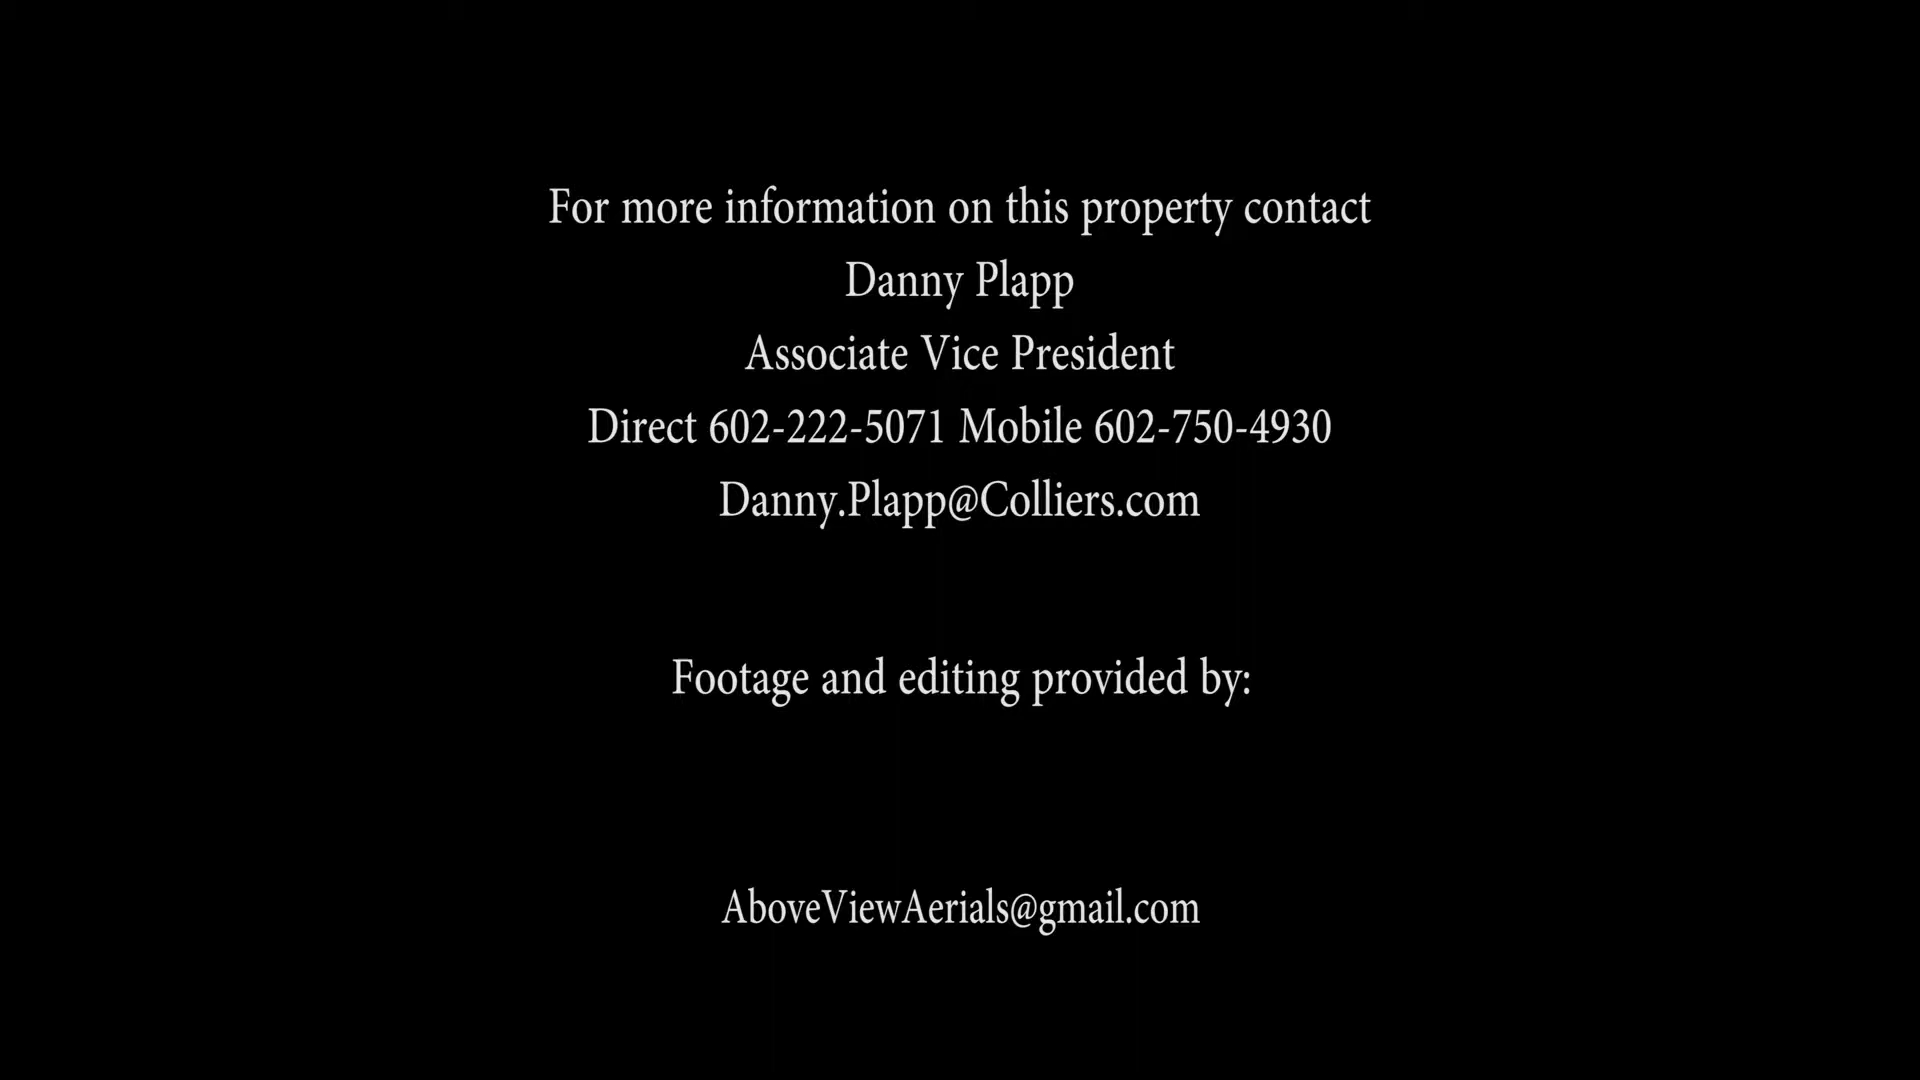 For more information on this property contact
Danny Plapp
Associate Vice President
Direct 602-222-5071 Mobile 602-750-4930
Danny.Plapp@Colliers.com
Footage and editing provided by:
AboveViewAerials@gmail.com